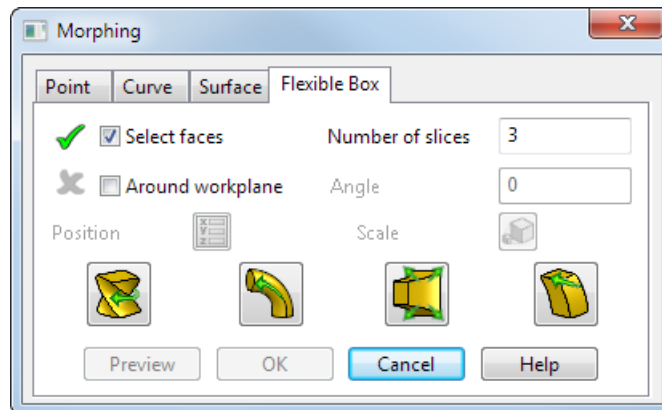 Morphing
Point Curve Surface Flexible Box
Select faces Number of slices 3
Around workplane Angle 0
Position Scale
Preview OK Cancel Help